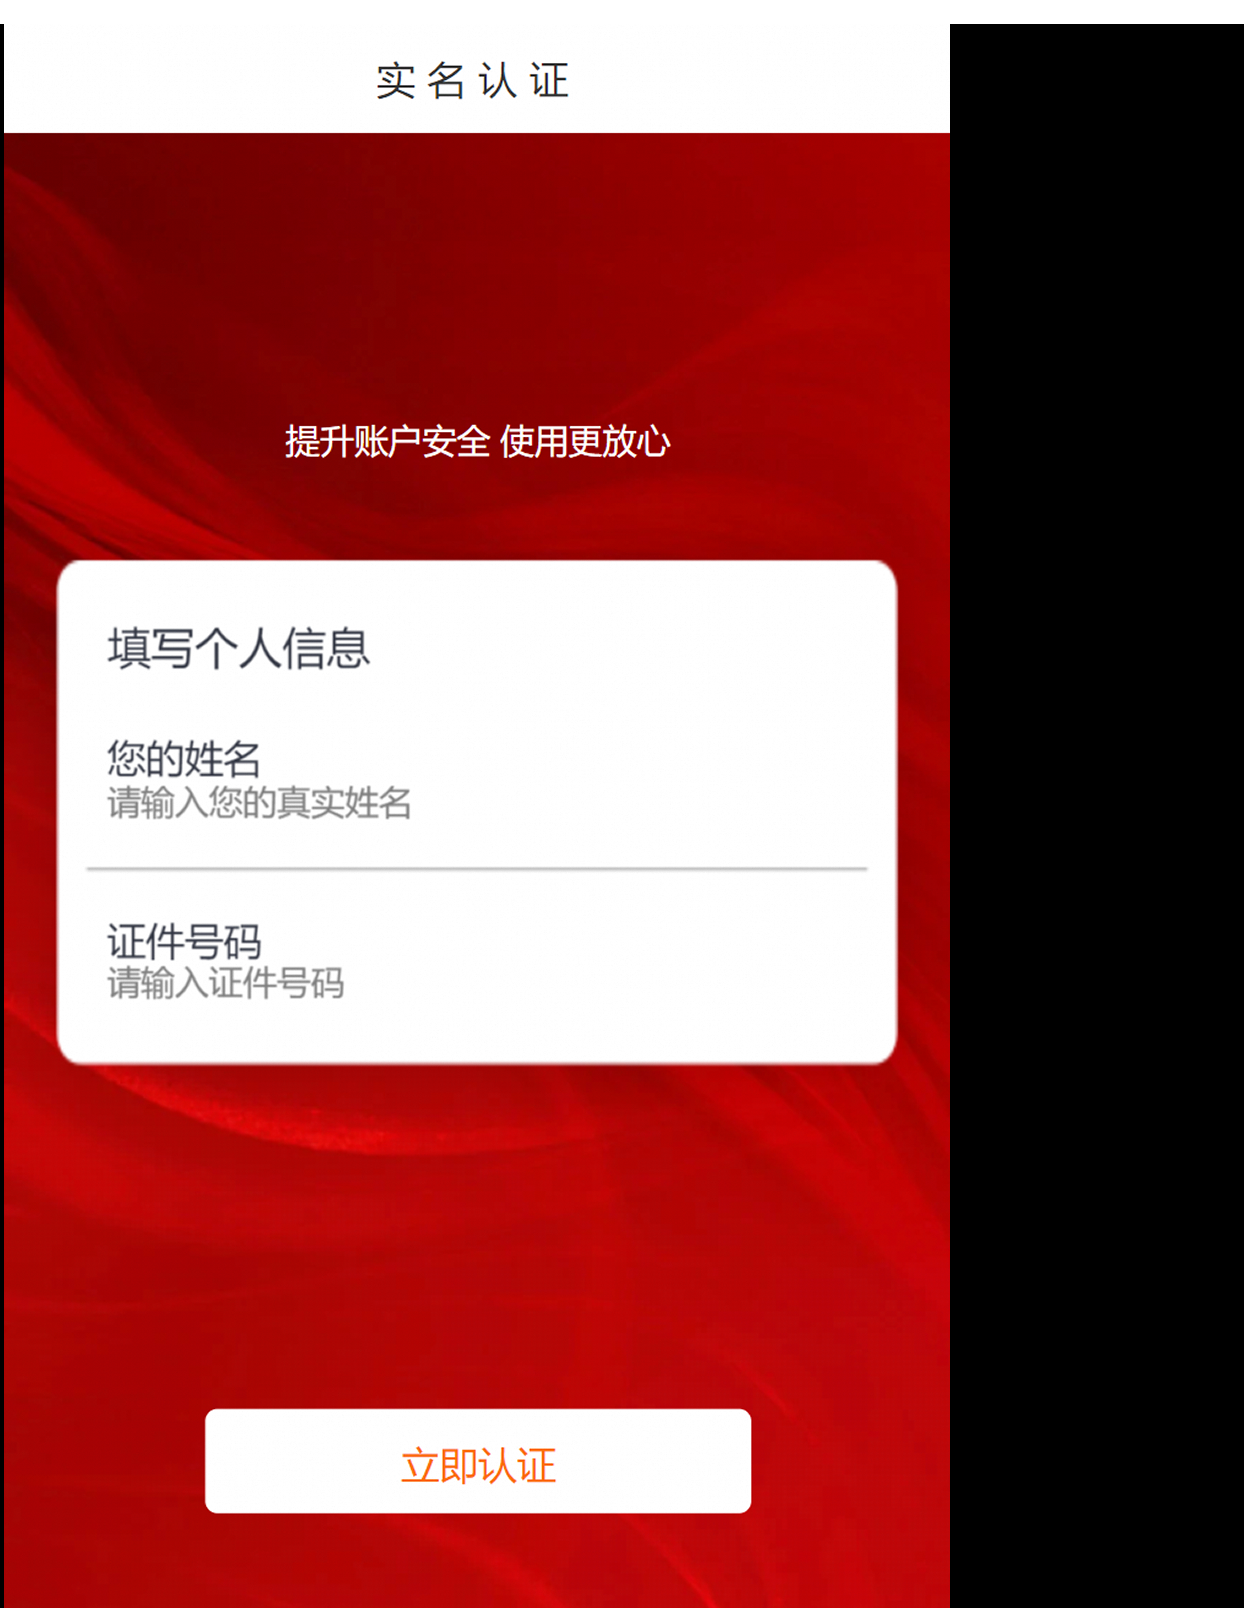 实名认证
提升账户安全 使用更放心
填写个人信息
您的姓名
请输入您的真实姓名
证件号码
请输入证件号码
立即认证